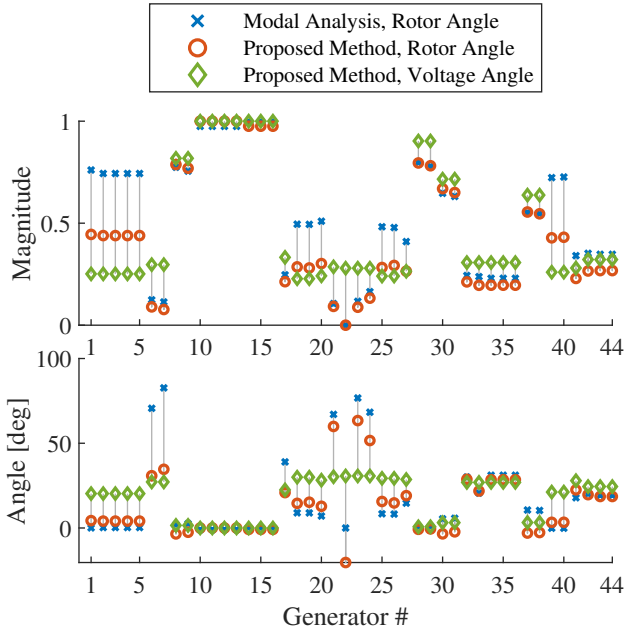 Modal Analysis, Rotor Angle
Proposed Method, Rotor Angle
Proposed Method, Voltage Angle
1
0.5
0
Magnitude
1 5 10 15 20 25 30 35 40 44
100
50
0
Angle [deg]
1 5 10 15 20 25 30 35 40 44
Generator #